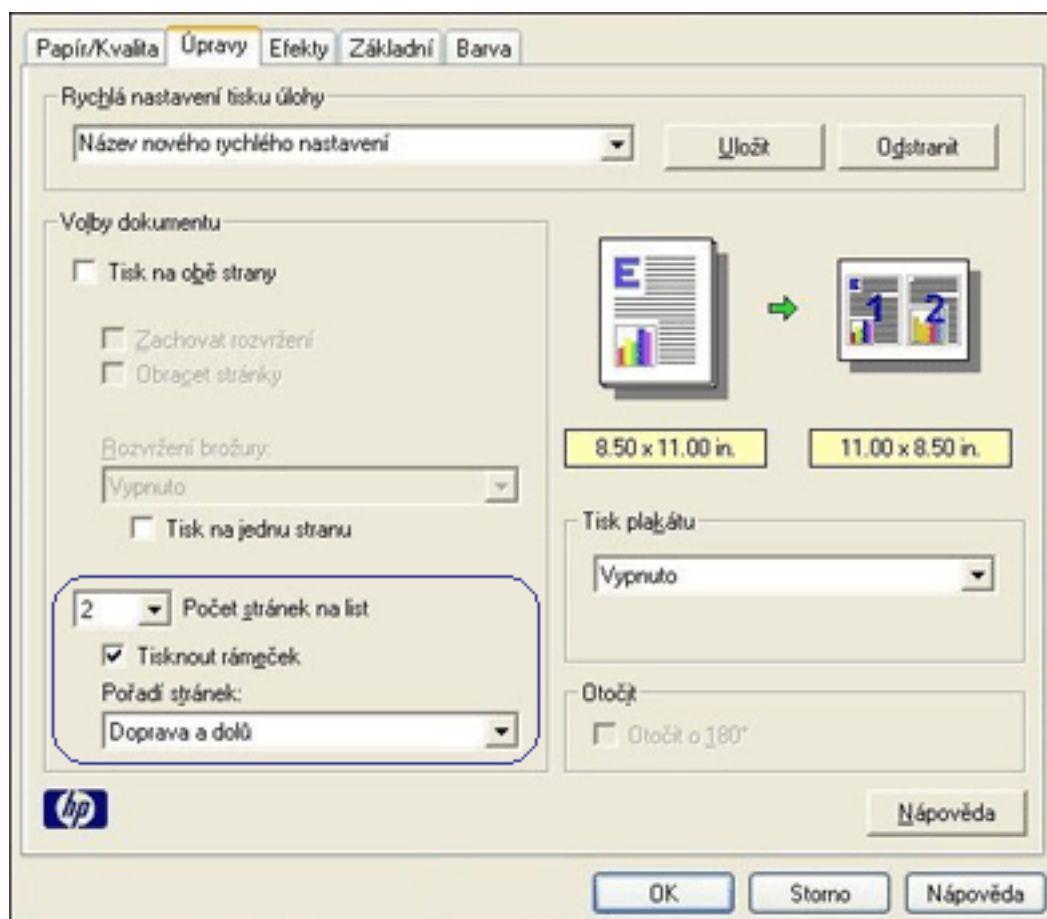 Papír/Kvalita Úpravy Efekty Základní Barva
Rychlá nastavení tisku úlohy
Název nového rychlého nastavení Uložit Odstranit
Volby dokumentu
Tisk na obě strany
Zachovat rozvržení
Obracet stránky
Rozvržení brožury:
Vypnuto
Tisk na jednu stranu
2 Počet stránek na list
Tisknout rámeček
Pořadí stránek:
Doprava a dolů
E
1 2
8.50 x 11.00 in. 11.00 x 8.50 in.
Tisk plakátu
Vypnuto
Otočit
Otočit o 180°
hp
Nápověda
OK Storno Nápověda